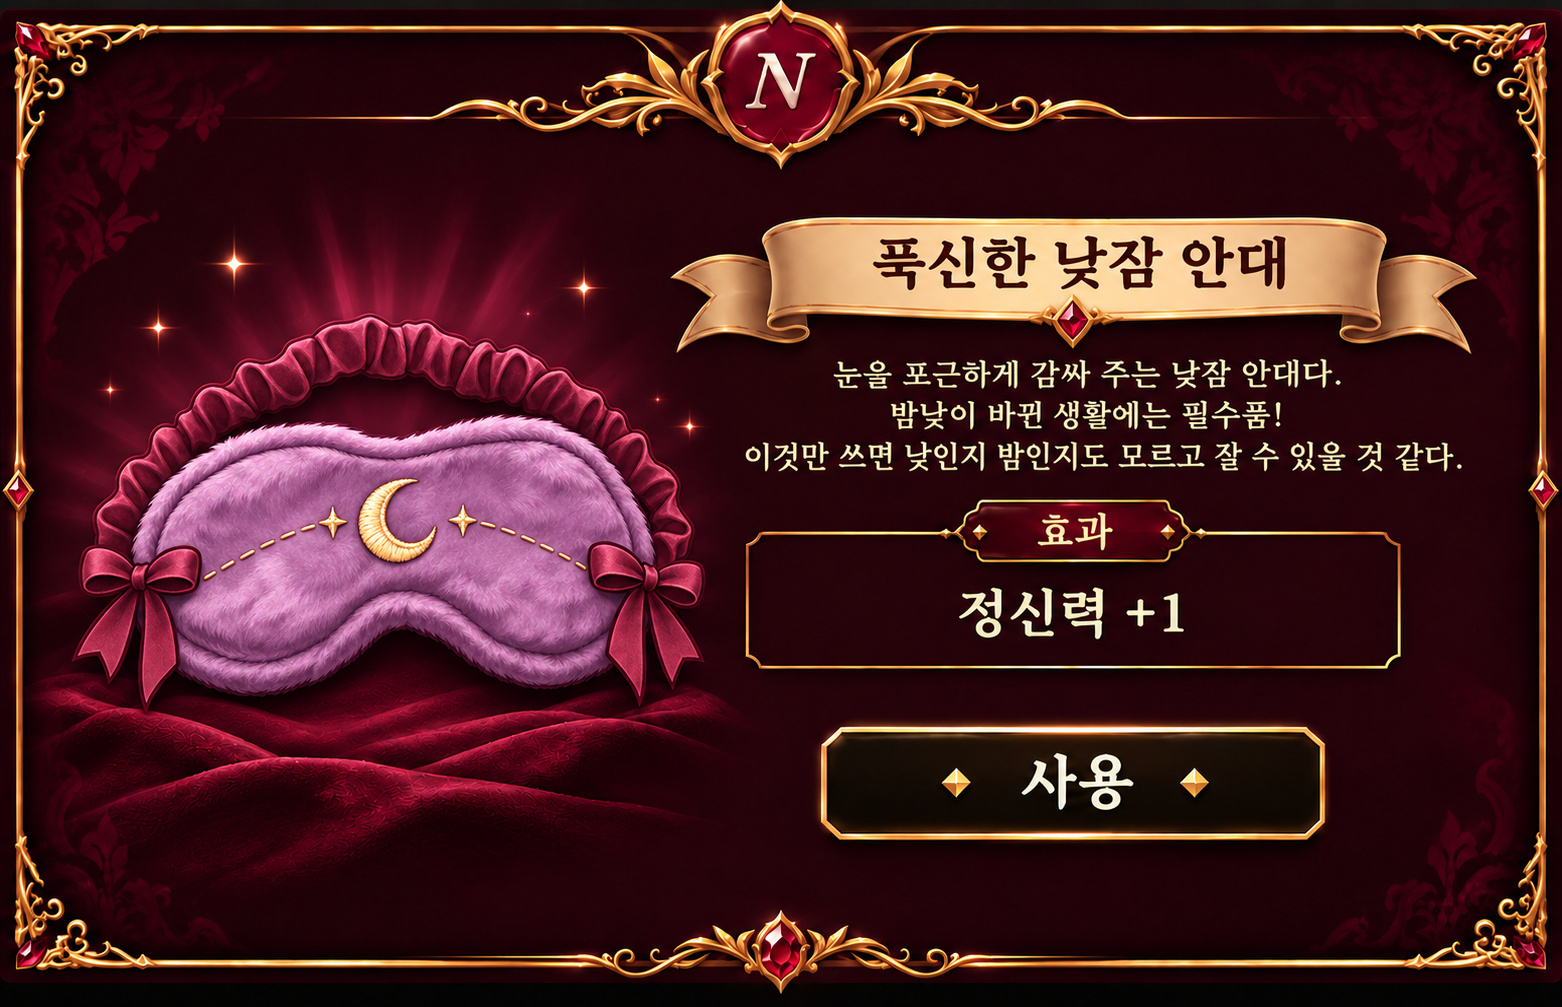 N
푹신한 낮잠 안대
눈을 포근하게 감싸 주는 낮잠 안대다.
밤낮이 바뀐 생활에는 필수품!
이것만 쓰면 낮인지 밤인지도 모르고 잘 수 있을 것 같다.
효과
정신력 +1
사용